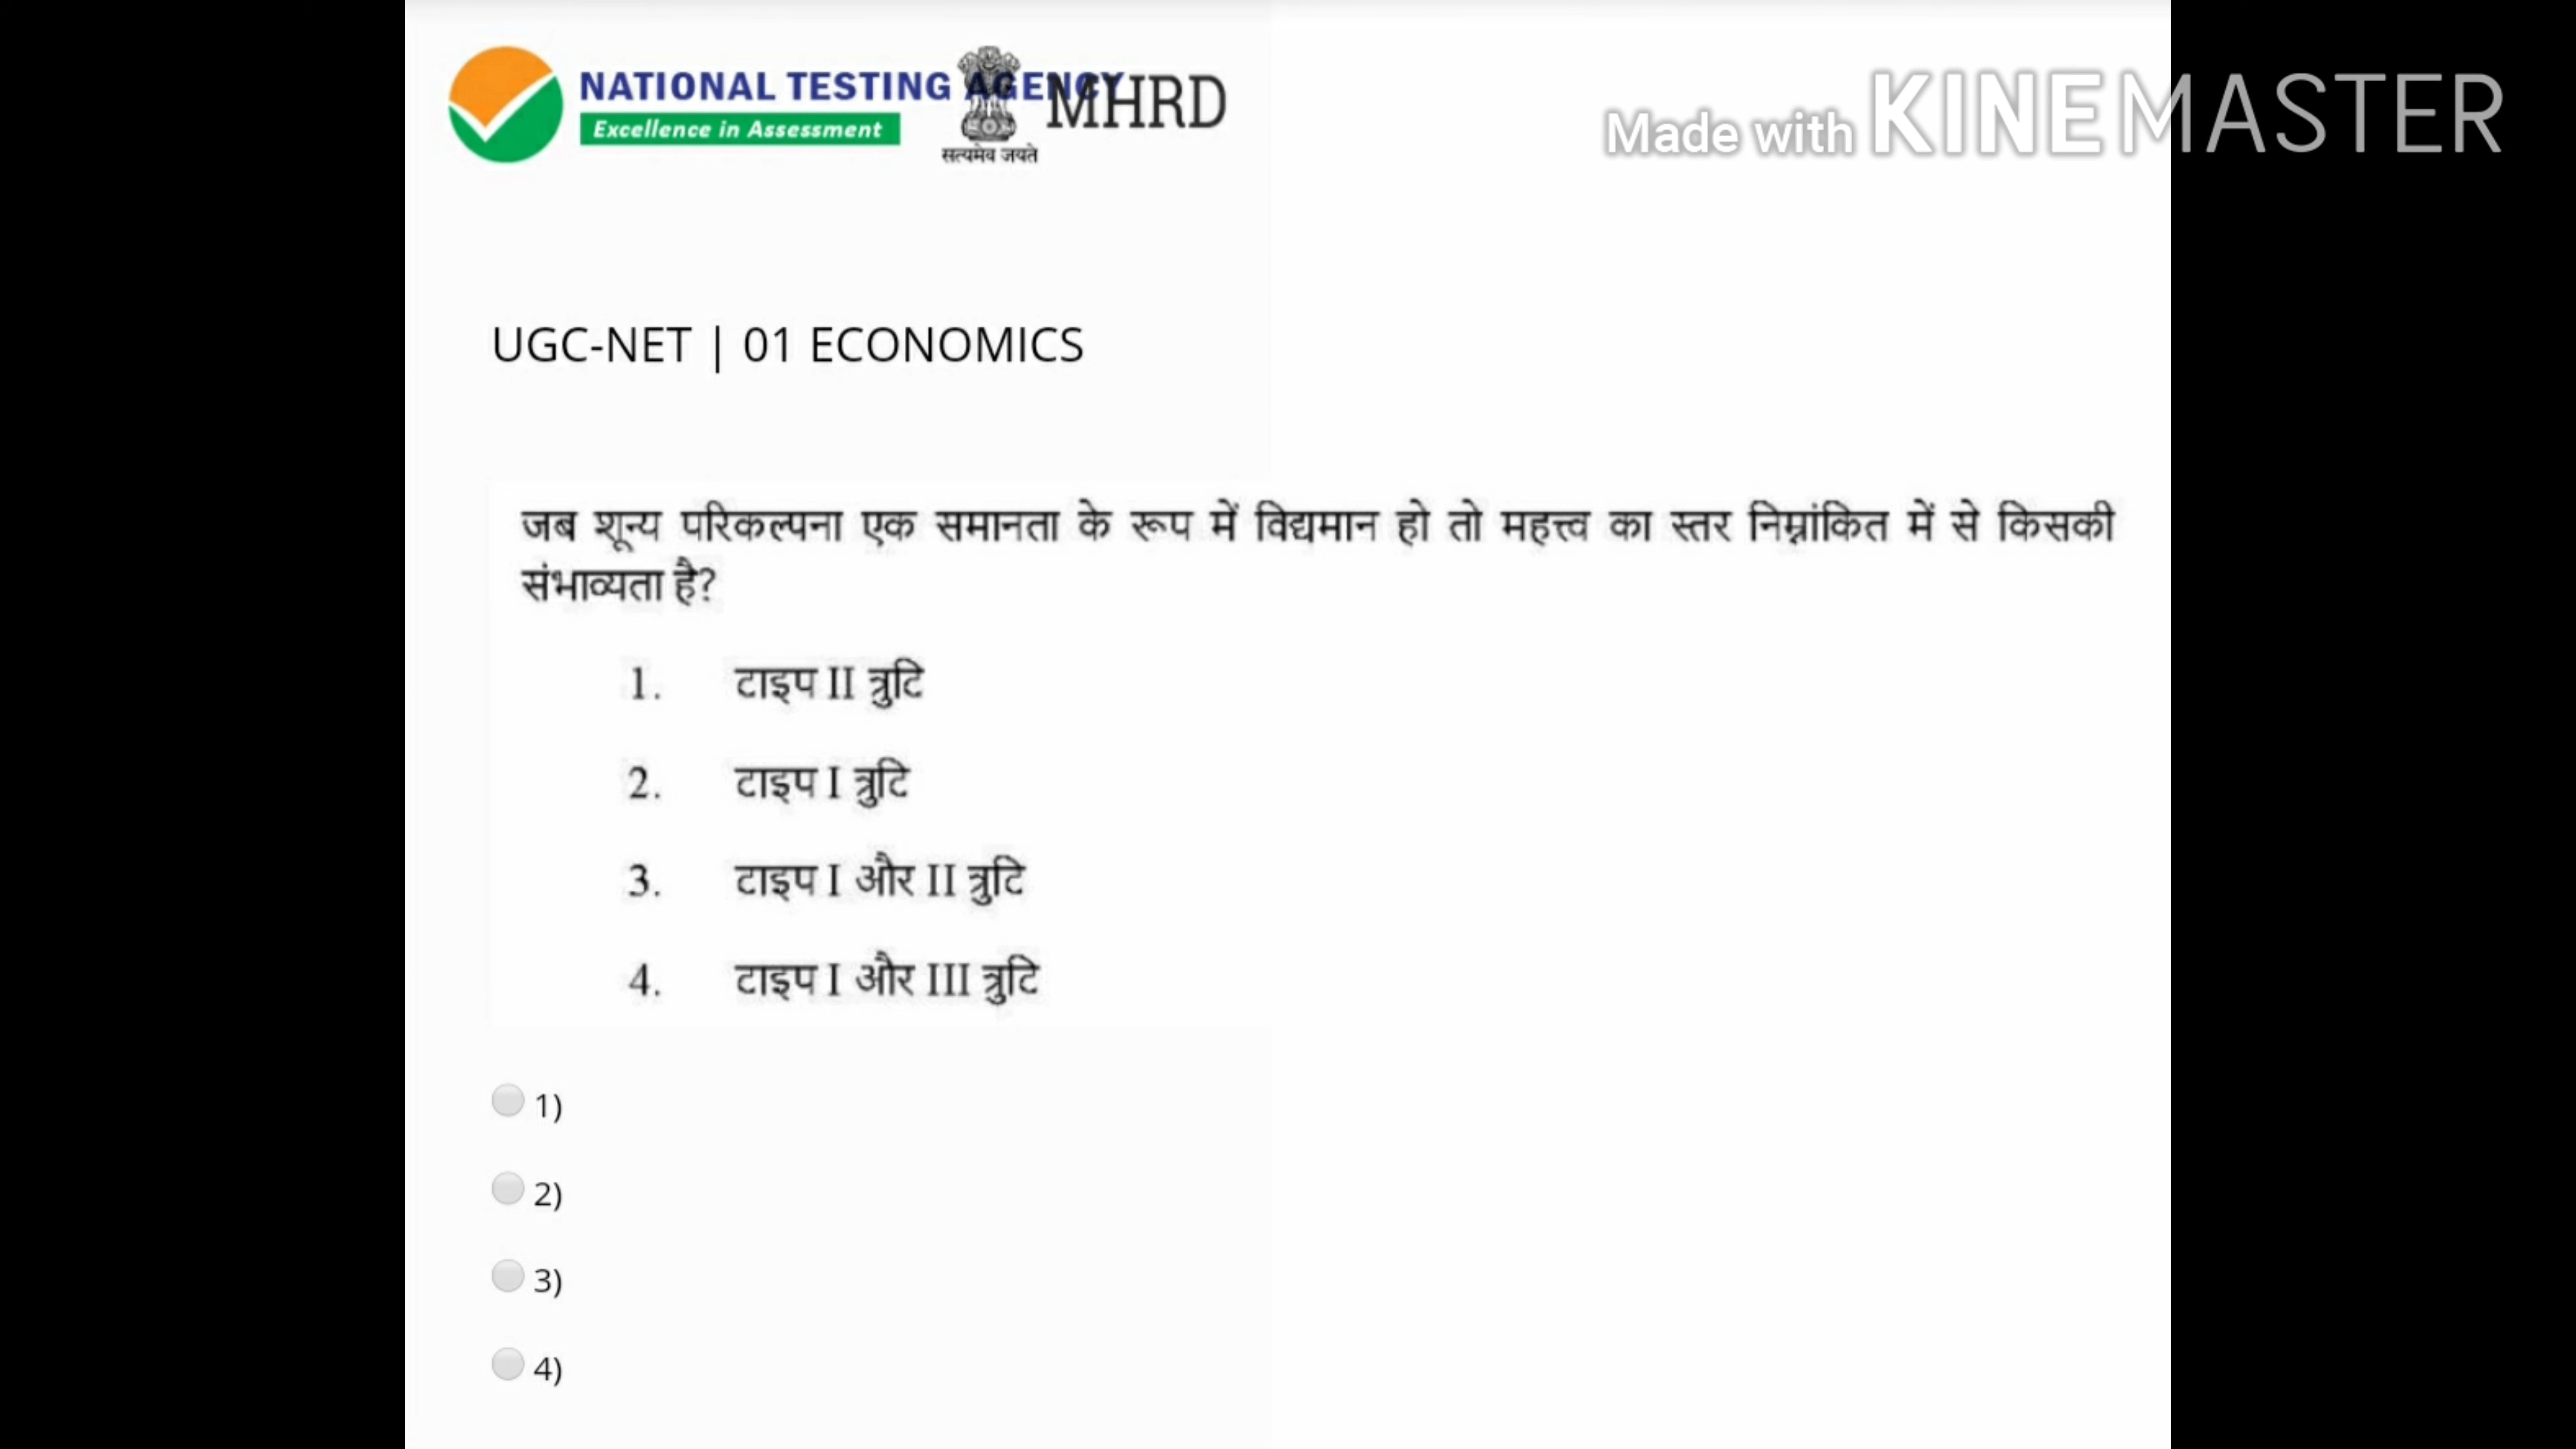 NATIONAL TESTING AGENCY
Excellence in Assessment
सत्यमेव जयते
MHRD
Made with KINEMASTER
UGC-NET | 01 ECONOMICS
जब शून्य परिकल्पना एक समानता के रूप में विद्यमान हो तो महत्त्व का स्तर निम्नांकित में से किसकी
संभाव्यता है?
1. टाइप II त्रुटि
2. टाइप I त्रुटि
3. टाइप I और II त्रुटि
4. टाइप I और III त्रुटि
1)
2)
3)
4)